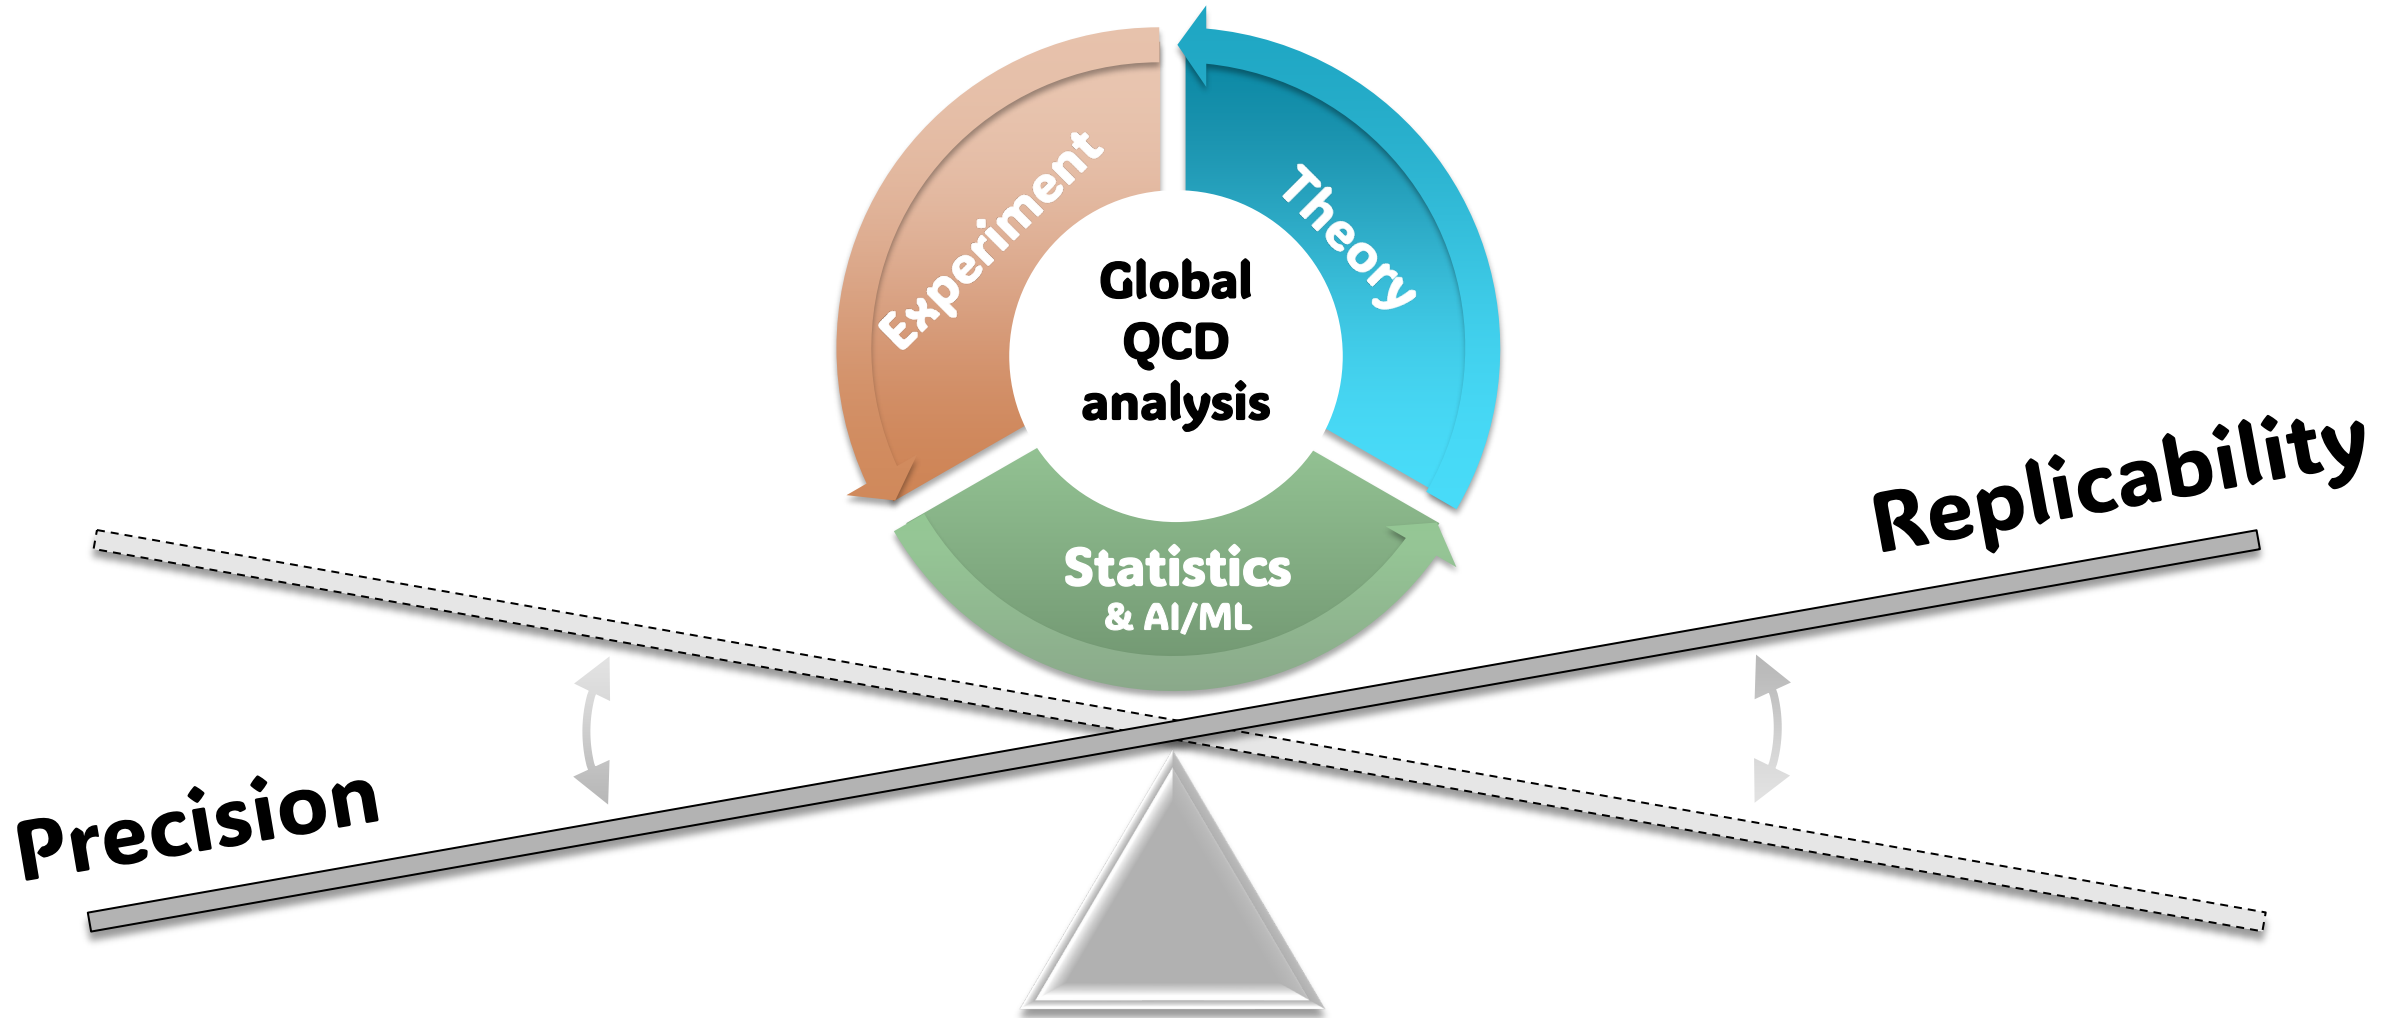 Experiment
Theory
Global
QCD
analysis
Statistics
& AI/ML
Replicability
Precision